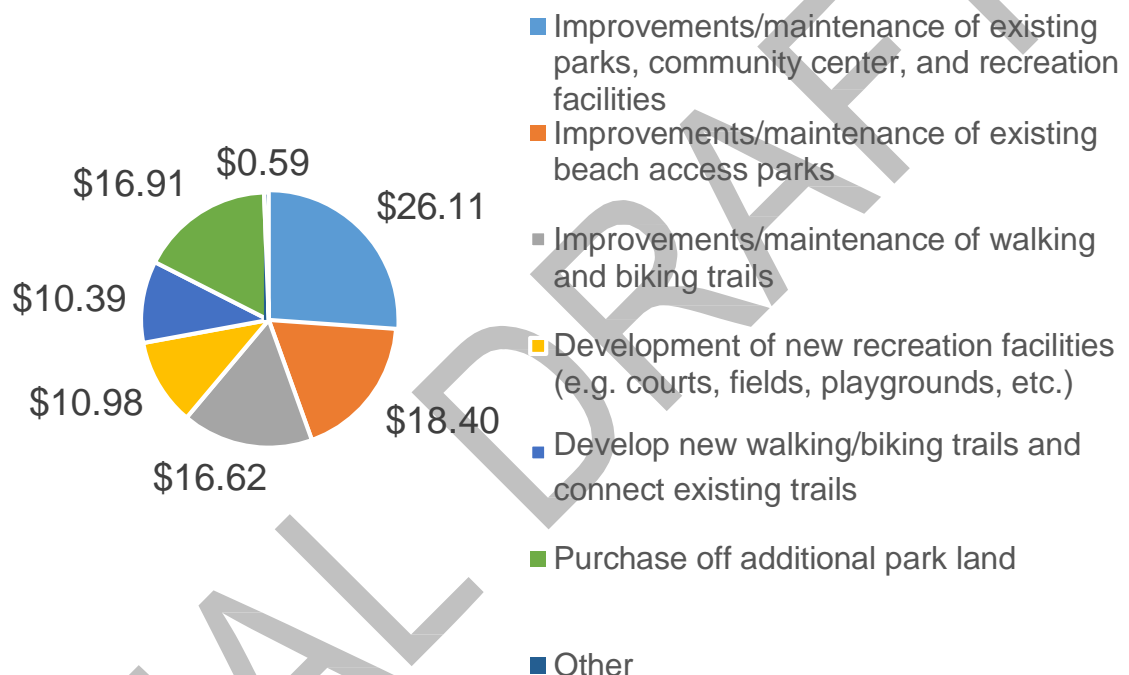 Improvements/maintenance of existing
parks, community center, and recreation
facilities
Improvements/maintenance of existing
beach access parks
Improvements/maintenance of walking
and biking trails
Development of new recreation facilities
(e.g. courts, fields, playgrounds, etc.)
Develop new walking/biking trails and
connect existing trails
Purchase off additional park land
Other
$0.59
$16.91
$26.11
$10.39
$10.98
$18.40
$16.62
AL DRAFT